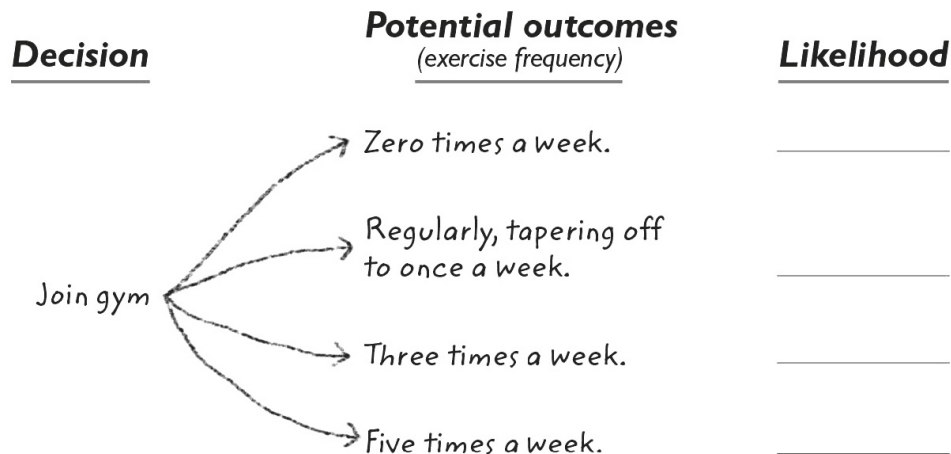 Decision
Potential outcomes
(exercise frequency)
Likelihood
Zero times a week.
Regularly, tapering off
to once a week.
Join gym
Three times a week.
Five times a week.